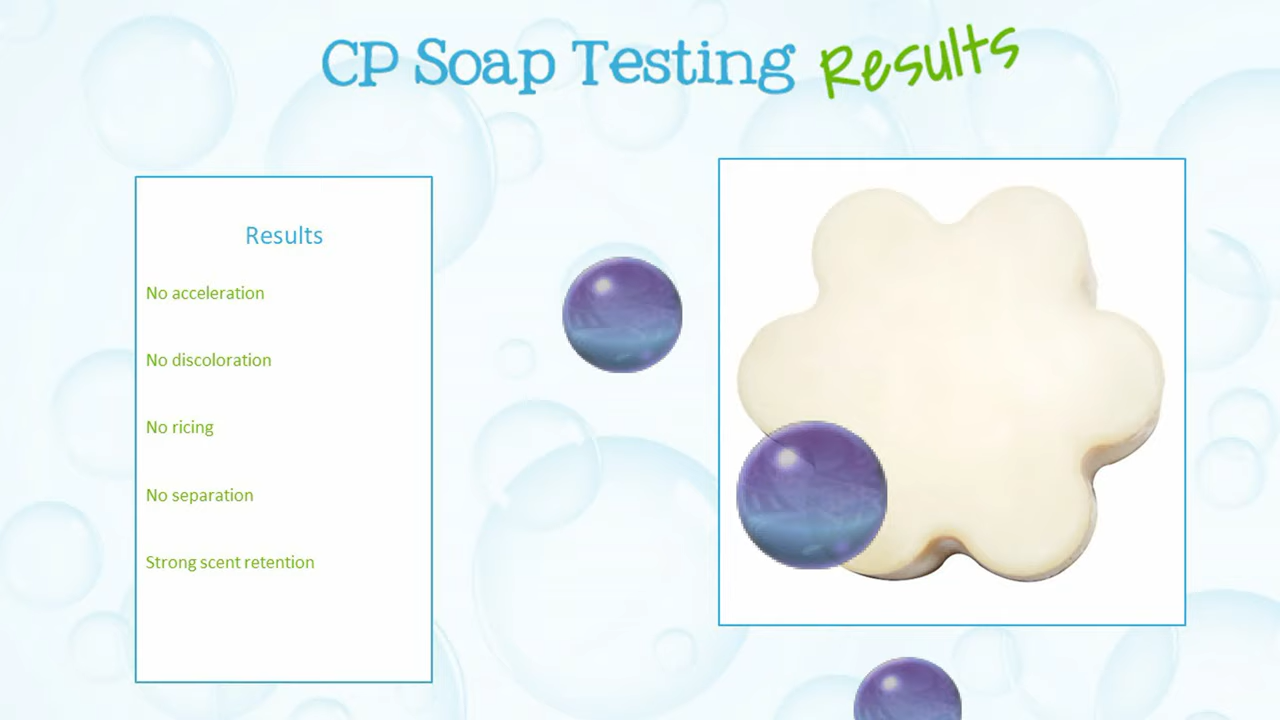 CP Soap Testing Results
Results
No acceleration
No discoloration
No ricing
No separation
Strong scent retention